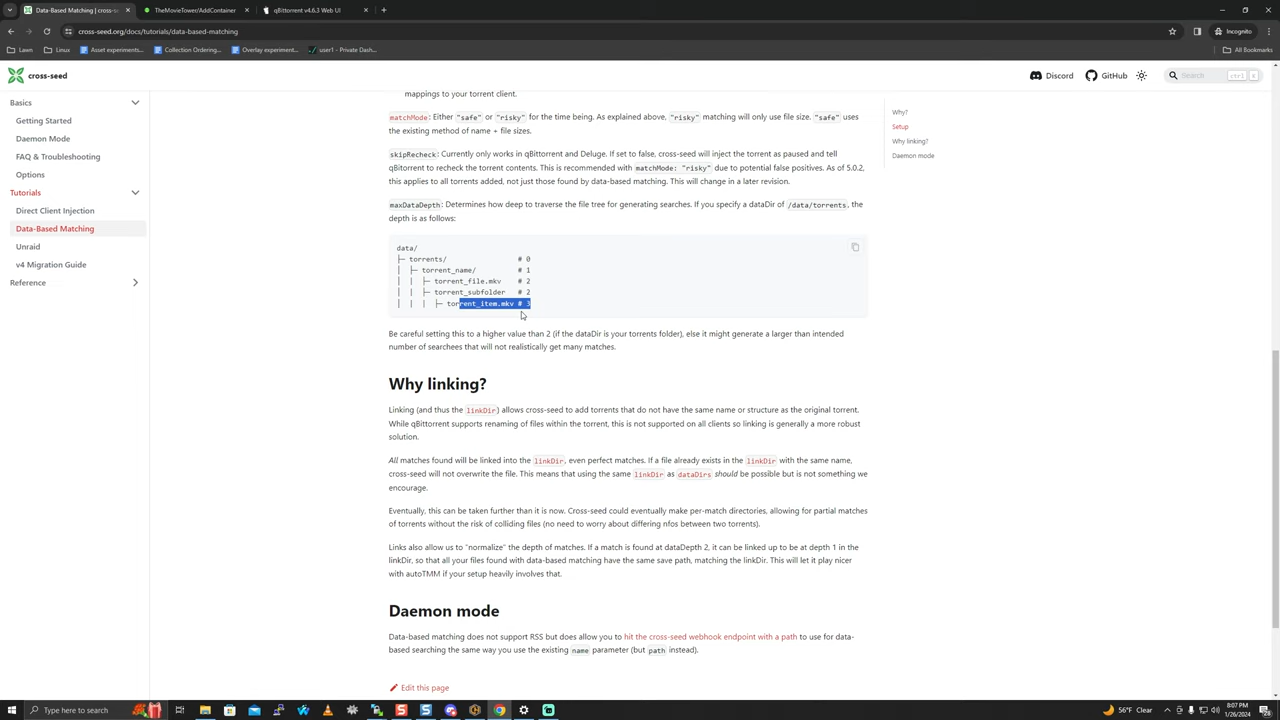 Data-Based Matching | cross-s
TheMovieTower/AddContainer
qBittorrent v4.6.3 Web UI
cross-seed.org/docs/tutorials/data-based-matching
Incognito
Lawn
Linux
Asset experiments...
Collection Ordering...
Overlay experiment...
user1 - Private Dash...
All Bookmarks
cross-seed
Discord
GitHub
Search
ctrl
K
Basics
Getting Started
Daemon Mode
FAQ & Troubleshooting
Options
Tutorials
Direct Client Injection
Data-Based Matching
Unraid
v4 Migration Guide
Reference
mappings to your torrent client.
matchMode: Either "safe" or "risky" for the time being. As explained above, "risky" matching will only use file size. "safe" uses
the existing method of name + file sizes.
skipRecheck: Currently only works in qBittorrent and Deluge. If set to false, cross-seed will inject the torrent as paused and tell
qBittorrent to recheck the torrent contents. This is recommended with matchMode: "risky" due to potential false positives. As of 5.0.2,
this applies to all torrents added, not just those found by data-based matching. This will change in a later revision.
maxDataDepth: Determines how deep to traverse the file tree for generating searches. If you specify a dataDir of /data/torrents, the
depth is as follows:
data/
├─ torrents/ # 0
│ ├─ torrent_name/ # 1
│ │ ├─ torrent_file.mkv # 2
│ │ ├─ torrent_subfolder # 2
│ │ │ ├─ torrent_item.mkv # 3
Be careful setting this to a higher value than 2 (if the dataDir is your torrents folder), else it might generate a larger than intended
number of searchees that will not realistically get many matches.
Why linking?
Linking (and thus the linkDir) allows cross-seed to add torrents that do not have the same name or structure as the original torrent.
While qBittorrent supports renaming of files within the torrent, this is not supported on all clients so linking is generally a more robust
solution.
All matches found will be linked into the linkDir, even perfect matches. If a file already exists in the linkDir with the same name,
cross-seed will not overwrite the file. This means that using the same linkDir as dataDirs should be possible but is not something we
encourage.
Eventually, this can be taken further than it is now. Cross-seed could eventually make per-match directories, allowing for partial matches
of torrents without the risk of colliding files (no need to worry about differing nfos between two torrents).
Links also allow us to "normalize" the depth of matches. If a match is found at dataDepth 2, it can be linked up to be at depth 1 in the
linkDir, so that all your files found with data-based matching have the same save path, matching the linkDir. This will let it play nicer
with autoTMM if your setup heavily involves that.
Daemon mode
Data-based matching does not support RSS but does allow you to hit the cross-seed webhook endpoint with a path to use for data-
based searching the same way you use the existing name parameter (but path instead).
Edit this page
Why?
Setup
Why linking?
Daemon mode
Type here to search
56°F Clear
8:07 PM
1/26/2024